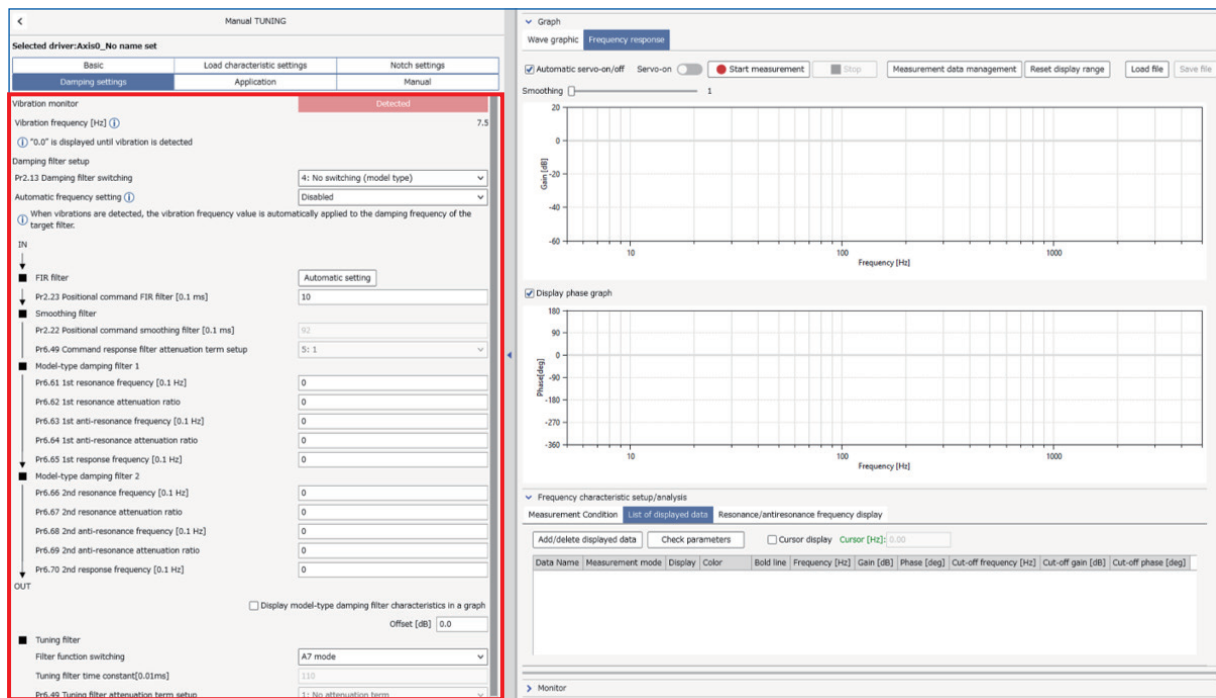 Manual TUNING
Selected driver:Axis0_No name set
Basic Load characteristic settings Notch settings
Damping settings Application Manual
Vibration monitor Detected
Vibration frequency [Hz] 7.5
"0.0" is displayed until vibration is detected
Damping filter setup
Pr2.13 Damping filter switching 4: No switching (model type)
Automatic frequency setting Disabled
When vibrations are detected, the vibration frequency value is automatically applied to the damping frequency of the
target filter.
IN
FIR filter Automatic setting
Pr2.23 Positional command FIR filter [0.1 ms] 10
Smoothing filter
Pr2.22 Positional command smoothing filter [0.1 ms] 92
Pr6.49 Command response filter attenuation term setup 5: 1
Model-type damping filter 1
Pr6.61 1st resonance frequency [0.1 Hz] 0
Pr6.62 1st resonance attenuation ratio 0
Pr6.63 1st anti-resonance frequency [0.1 Hz] 0
Pr6.64 1st anti-resonance attenuation ratio 0
Pr6.65 1st response frequency [0.1 Hz] 0
Model-type damping filter 2
Pr6.66 2nd resonance frequency [0.1 Hz] 0
Pr6.67 2nd resonance attenuation ratio 0
Pr6.68 2nd anti-resonance frequency [0.1 Hz] 0
Pr6.69 2nd anti-resonance attenuation ratio 0
Pr6.70 2nd response frequency [0.1 Hz] 0
OUT
Display model-type damping filter characteristics in a graph
Offset [dB] 0.0
Tuning filter
Filter function switching A7 mode
Tuning filter time constant[0.01ms] 110
Pr6.49 Tuning filter attenuation term setup 1: No attenuation term
Graph
Wave graphic Frequency response
Automatic servo-on/off Servo-on Start measurement Stop Measurement data management Reset display range Load file Save file
Smoothing 1
20
0
-20
-40
-60
Gain [dB]
10 100 1000
Frequency [Hz]
Display phase graph
180
90
0
-90
-180
-270
-360
Phase[deg]
10 100 1000
Frequency [Hz]
Frequency characteristic setup/analysis
Measurement Condition List of displayed data Resonance/antiresonance frequency display
Add/delete displayed data Check parameters Cursor display Cursor [Hz]: 0.00
Data Name Measurement mode Display Color Bold line Frequency [Hz] Gain [dB] Phase [deg] Cut-off frequency [Hz] Cut-off gain [dB] Cut-off phase [deg]
Monitor